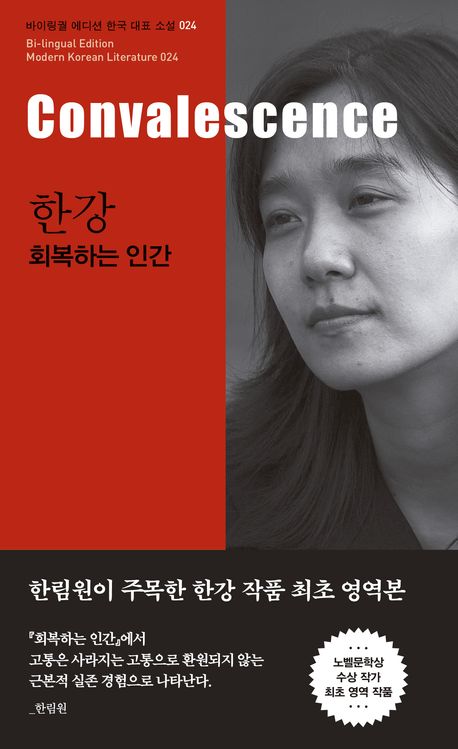 바이링궐 에디션 한국 대표 소설 024
Bi-lingual Edition
Modern Korean Literature 024
Convalescence
한강
회복하는 인간
한림원이 주목한 한강 작품 최초 영역본
『회복하는 인간』에서
고통은 사라지는 고통으로 환원되지 않는
근본적 실존 경험으로 나타난다.
_한림원
노벨문학상
수상 작가
최초 영역 작품